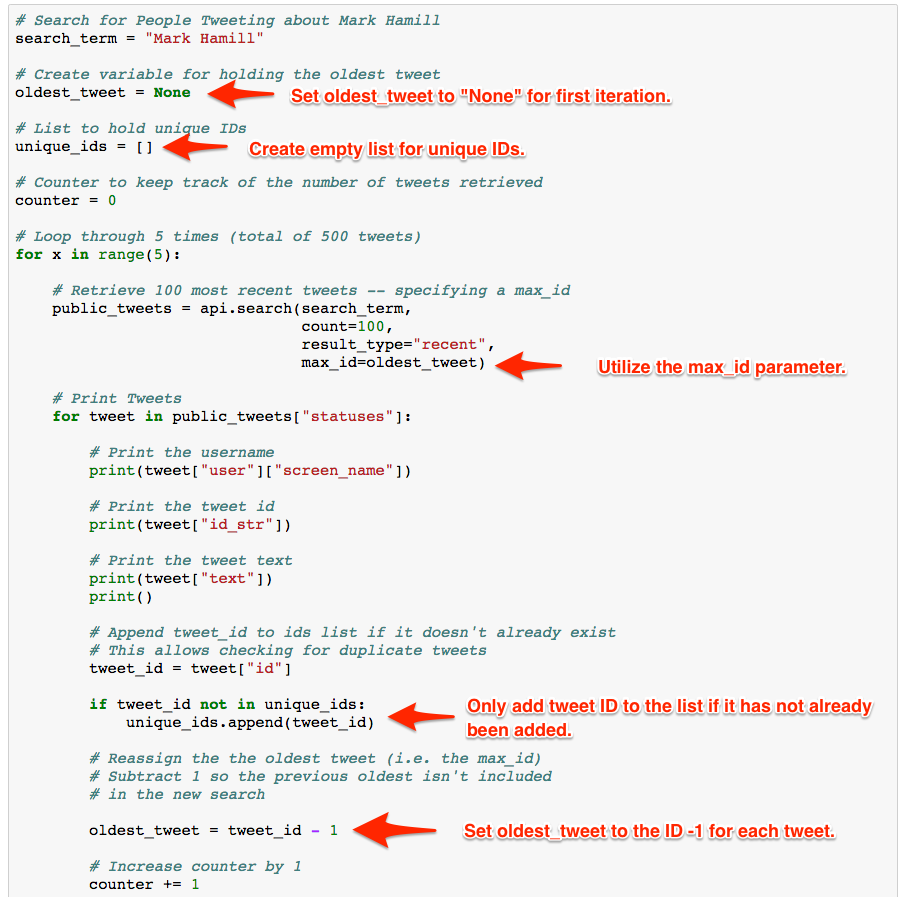 # Search for People Tweeting about Mark Hamill
search_term = "Mark Hamill"
# Create variable for holding the oldest tweet
oldest_tweet = None
Set oldest_tweet to "None" for first iteration.
# List to hold unique IDs
unique_ids = []
Create empty list for unique IDs.
# Counter to keep track of the number of tweets retrieved
counter = 0
# Loop through 5 times (total of 500 tweets)
for x in range(5):
# Retrieve 100 most recent tweets -- specifying a max_id
public_tweets = api.search(search_term,
count=100,
result_type="recent",
max_id=oldest_tweet)
Utilize the max_id parameter.
# Print Tweets
for tweet in public_tweets["statuses"]:
# Print the username
print(tweet["user"]["screen_name"])
# Print the tweet id
print(tweet["id_str"])
# Print the tweet text
print(tweet["text"])
print()
# Append tweet_id to ids list if it doesn't already exist
# This allows checking for duplicate tweets
tweet_id = tweet["id"]
if tweet_id not in unique_ids:
unique_ids.append(tweet_id)
Only add tweet ID to the list if it has not already
been added.
# Reassign the the oldest tweet (i.e. the max_id)
# Subtract 1 so the previous oldest isn't included
# in the new search
oldest_tweet = tweet_id - 1
Set oldest_tweet to the ID -1 for each tweet.
# Increase counter by 1
counter += 1